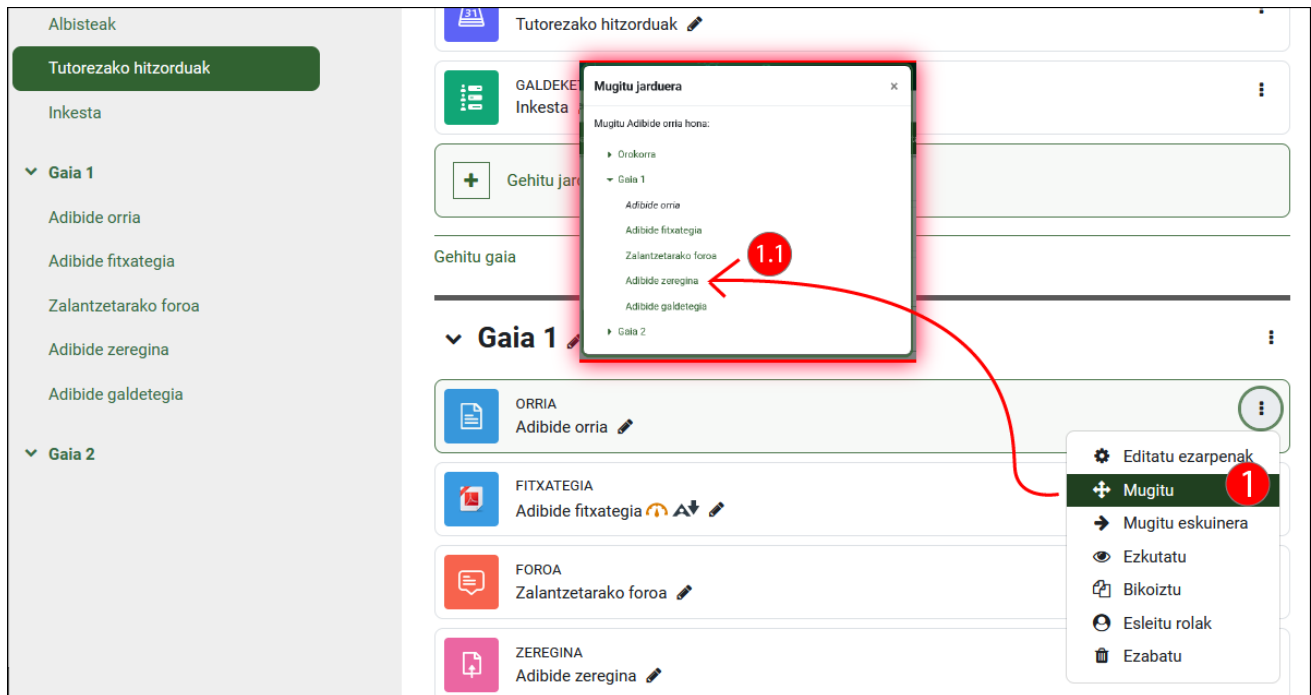 Albisteak
Tutorezako hitzorduak
Inkesta
Gaia 1
Adibide orria
Adibide fitxategia
Zalantzetarako foroa
Adibide zeregina
Adibide galdetegia
Gaia 2
31
Tutorezako hitzorduak
GALDEKE
Inkesta
Gehitu jar
Gehitu gaia
Mugitu jarduera
×
Mugitu Adibide orria hona:
Orokorra
Gaia 1
Adibide orria
Adibide fitxategia
Zalantzetarako foroa
1.1
Adibide zeregina
Adibide galdetegia
Gaia 2
Gaia 1
ORRIA
Adibide orria
FITXATEGIA
Adibide fitxategia
FOROA
Zalantzetarako foroa
ZEREGINA
Adibide zeregina
Editatu ezarpenak
Mugitu 1
Mugitu eskuinera
Ezkutatu
Bikoiztu
Esleitu rolak
Ezabatu